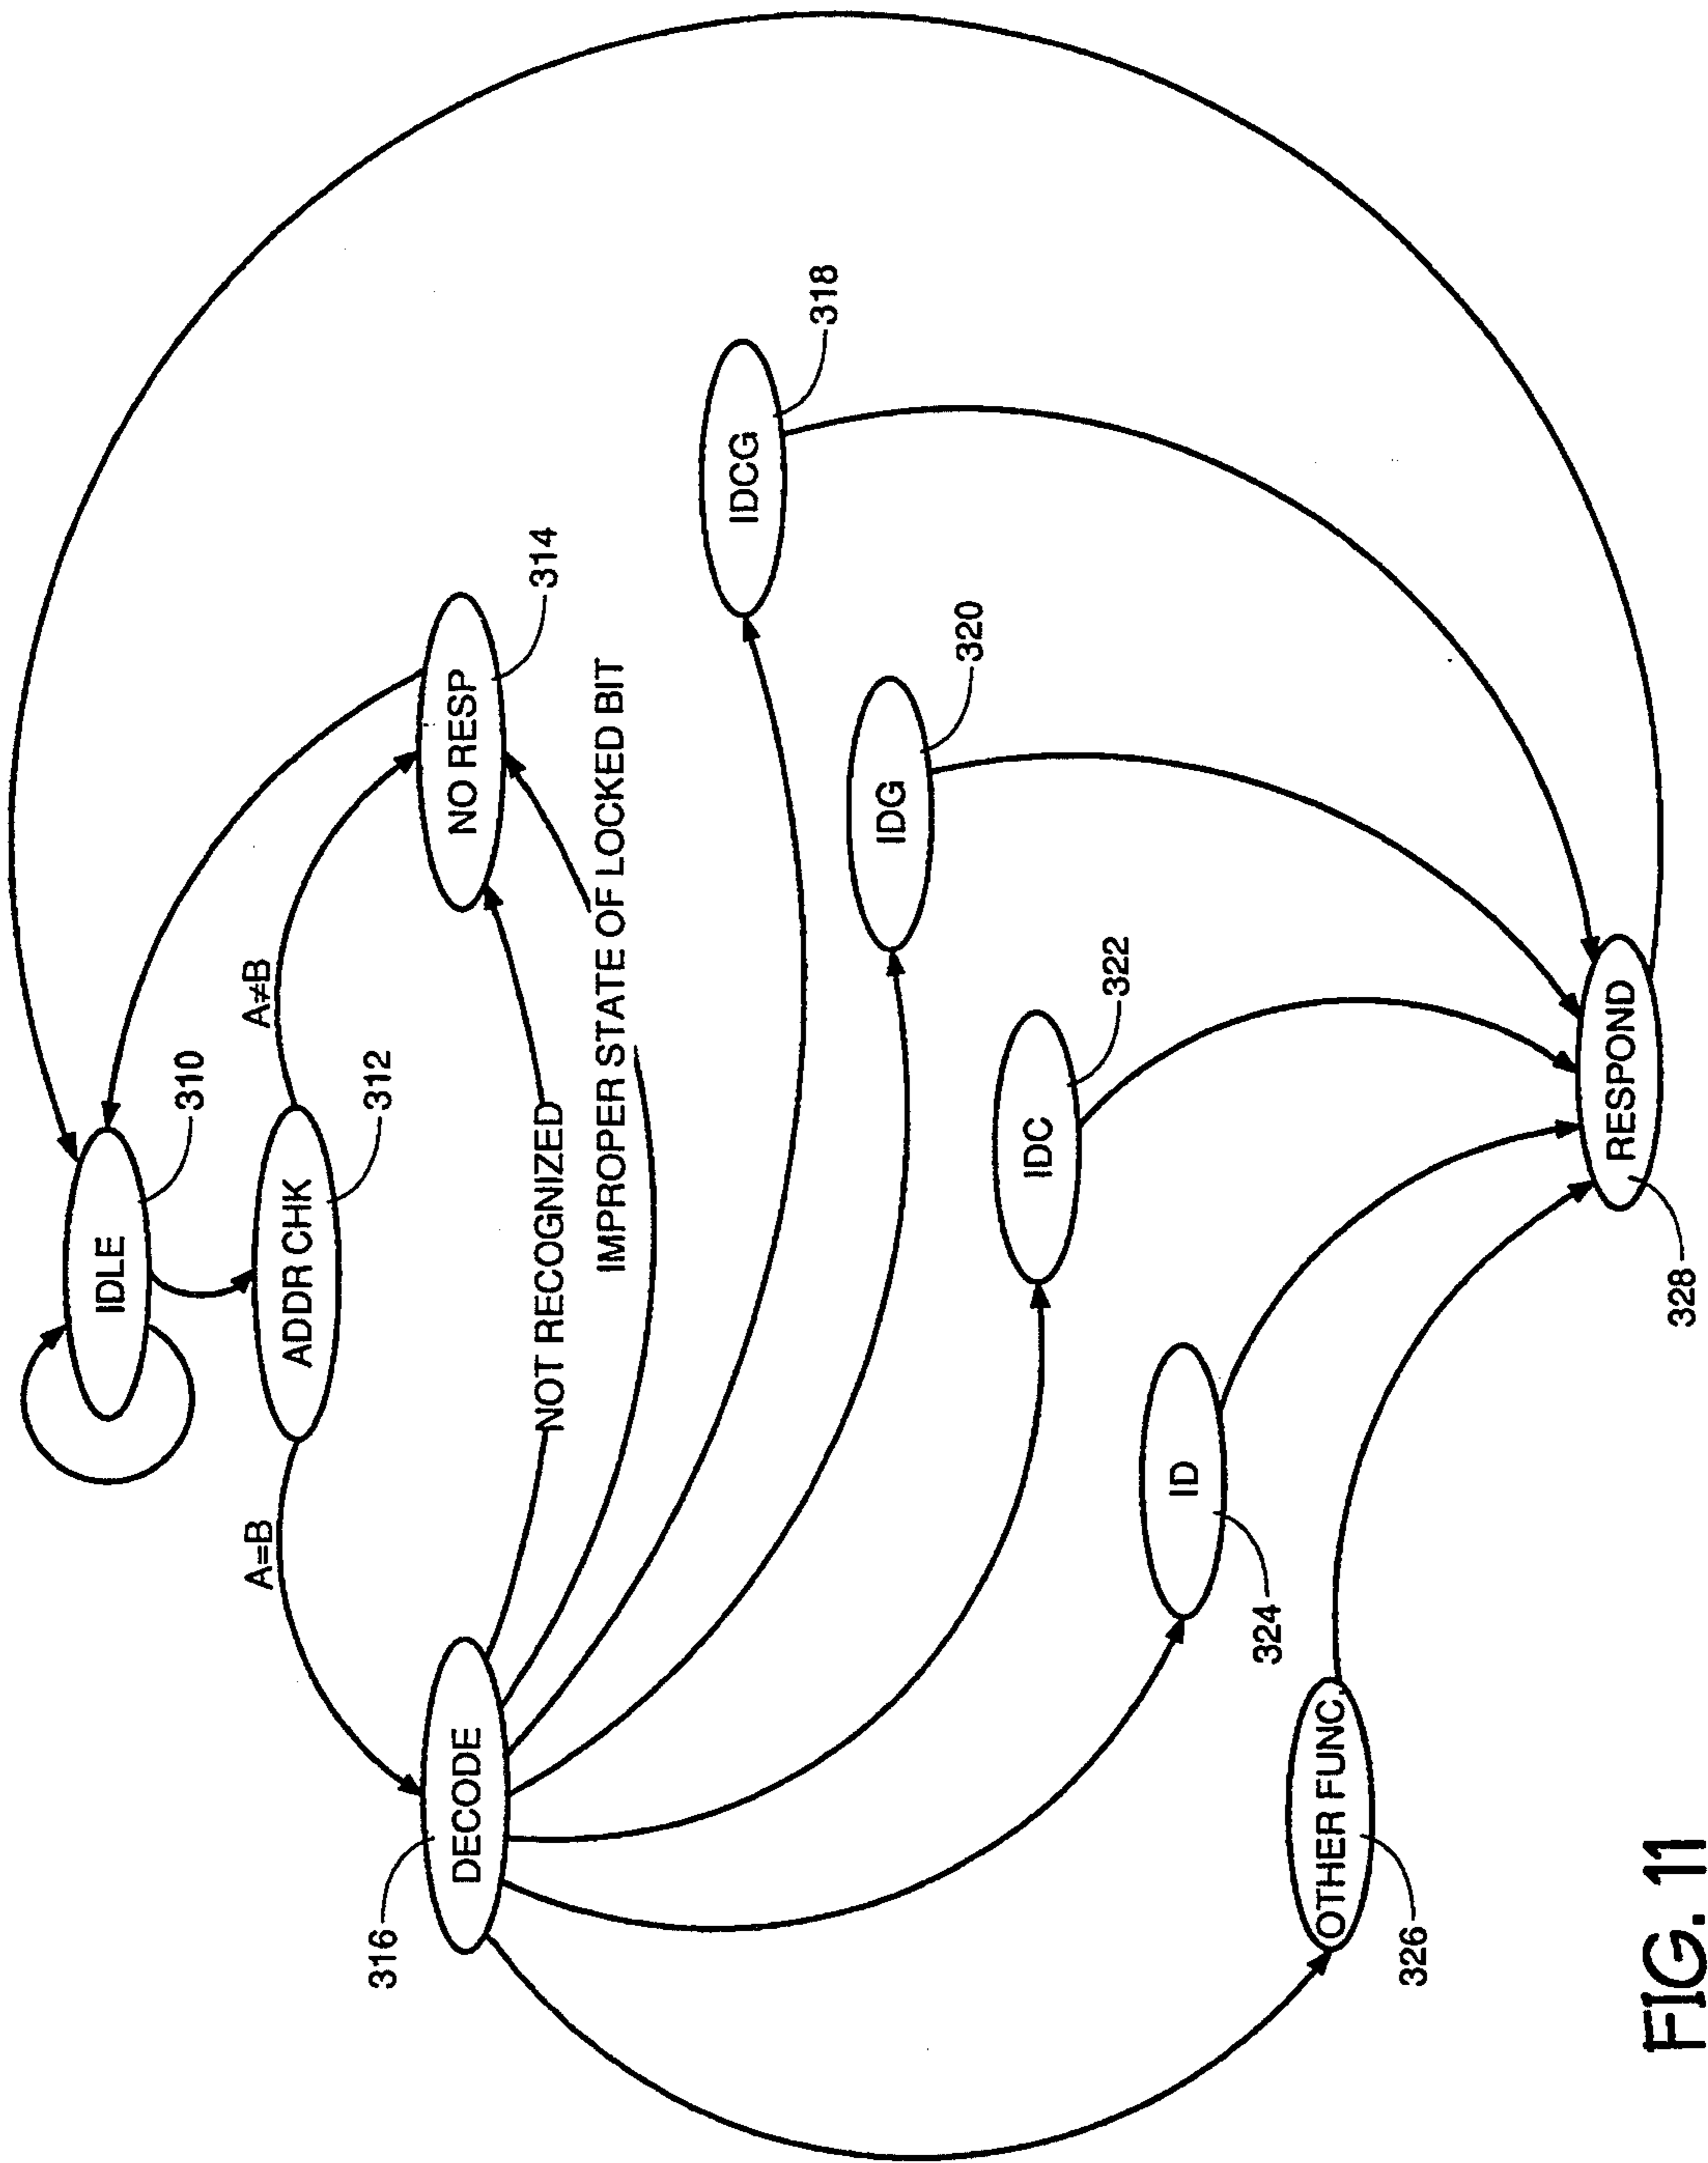 IDLE
310
A=B
ADDR CHK
312
A≠B
316
DECODE
NO RESP
314
NOT RECOGNIZED
IMPROPER STATE OF LOCKED BIT
IDCG
318
IDG
320
IDC
322
ID
324
OTHER FUNC.
326
RESPOND
328
FIG. 11